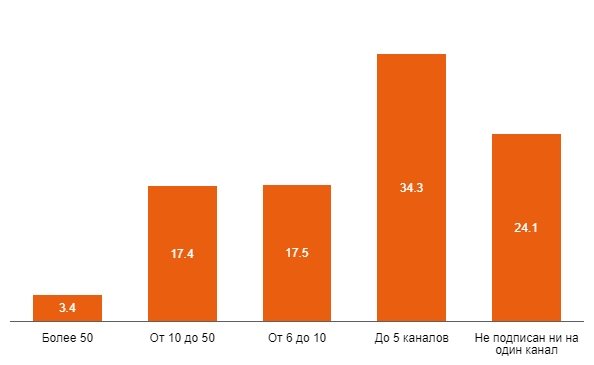 34.3
24.1
17.4
17.5
3.4
Более 50
От 10 до 50
От 6 до 10
До 5 каналов
Не подписан ни на
один канал